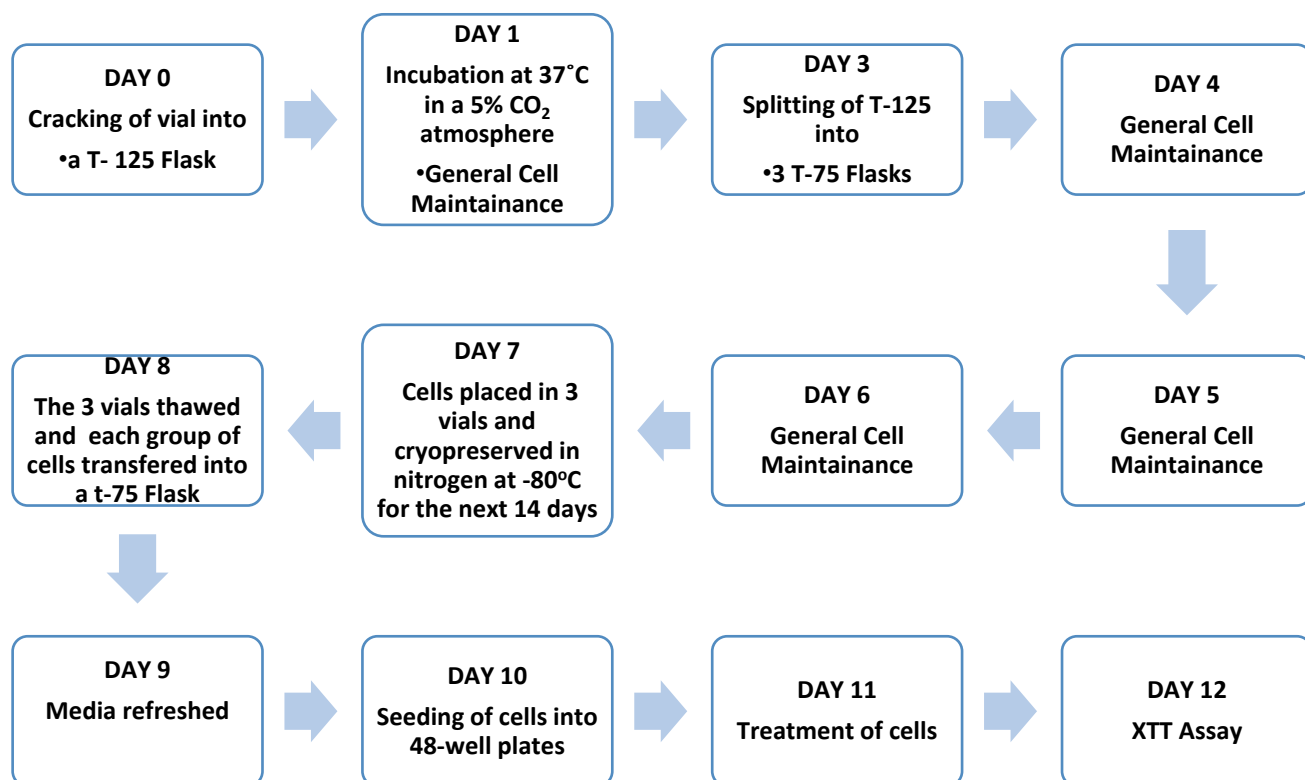 DAY 0
Cracking of vial into
•a T- 125 Flask
DAY 1
Incubation at 37˚C
in a 5% CO₂
atmosphere
•General Cell
Maintainance
DAY 3
Splitting of T-125
into
•3 T-75 Flasks
DAY 4
General Cell
Maintainance
DAY 5
General Cell
Maintainance
DAY 6
General Cell
Maintainance
DAY 7
Cells placed in 3
vials and
cryopreserved in
nitrogen at -80ᵒC
for the next 14 days
DAY 8
The 3 vials thawed
and each group of
cells transfered into
a t-75 Flask
DAY 9
Media refreshed
DAY 10
Seeding of cells into
48-well plates
DAY 11
Treatment of cells
DAY 12
XTT Assay